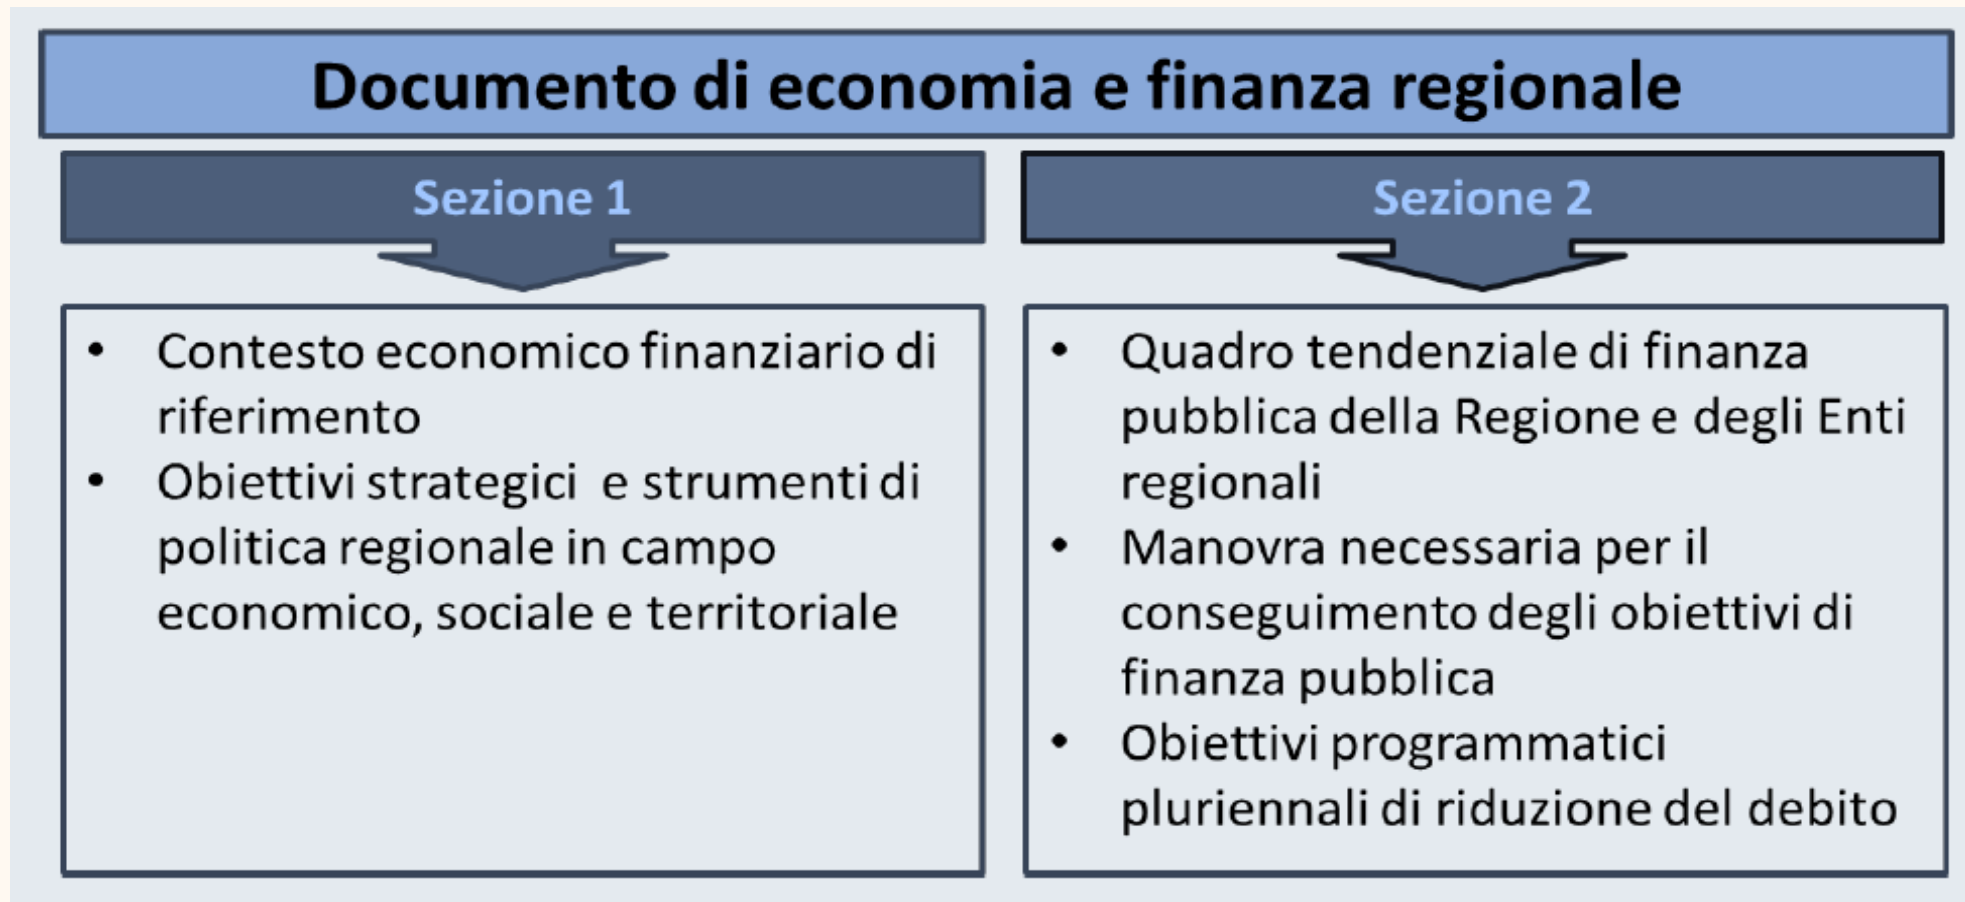 Documento di economia e finanza regionale
Sezione 1
• Contesto economico finanziario di
riferimento
• Obiettivi strategici e strumenti di
politica regionale in campo
economico, sociale e territoriale
Sezione 2
• Quadro tendenziale di finanza
pubblica della Regione e degli Enti
regionali
• Manovra necessaria per il
conseguimento degli obiettivi di
finanza pubblica
• Obiettivi programmatici
pluriennali di riduzione del debito